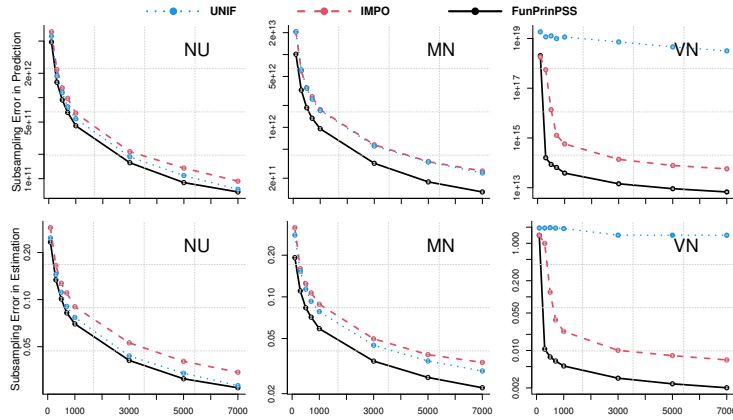 UNIF IMPO FunPrinPSS
Subsampling Error in Prediction
2e+12
5e+11
1e+11
NU
2e+13
5e+12
1e+12
2e+11
MN
1e+19
1e+17
1e+15
1e+13
VN
Subsampling Error in Estimation
0.20
0.10
0.05
NU
0 1000 3000 5000 7000
0.20
0.10
0.05
0.02
MN
0 1000 3000 5000 7000
1.000
0.200
0.050
0.010
0.002
VN
0 1000 3000 5000 7000